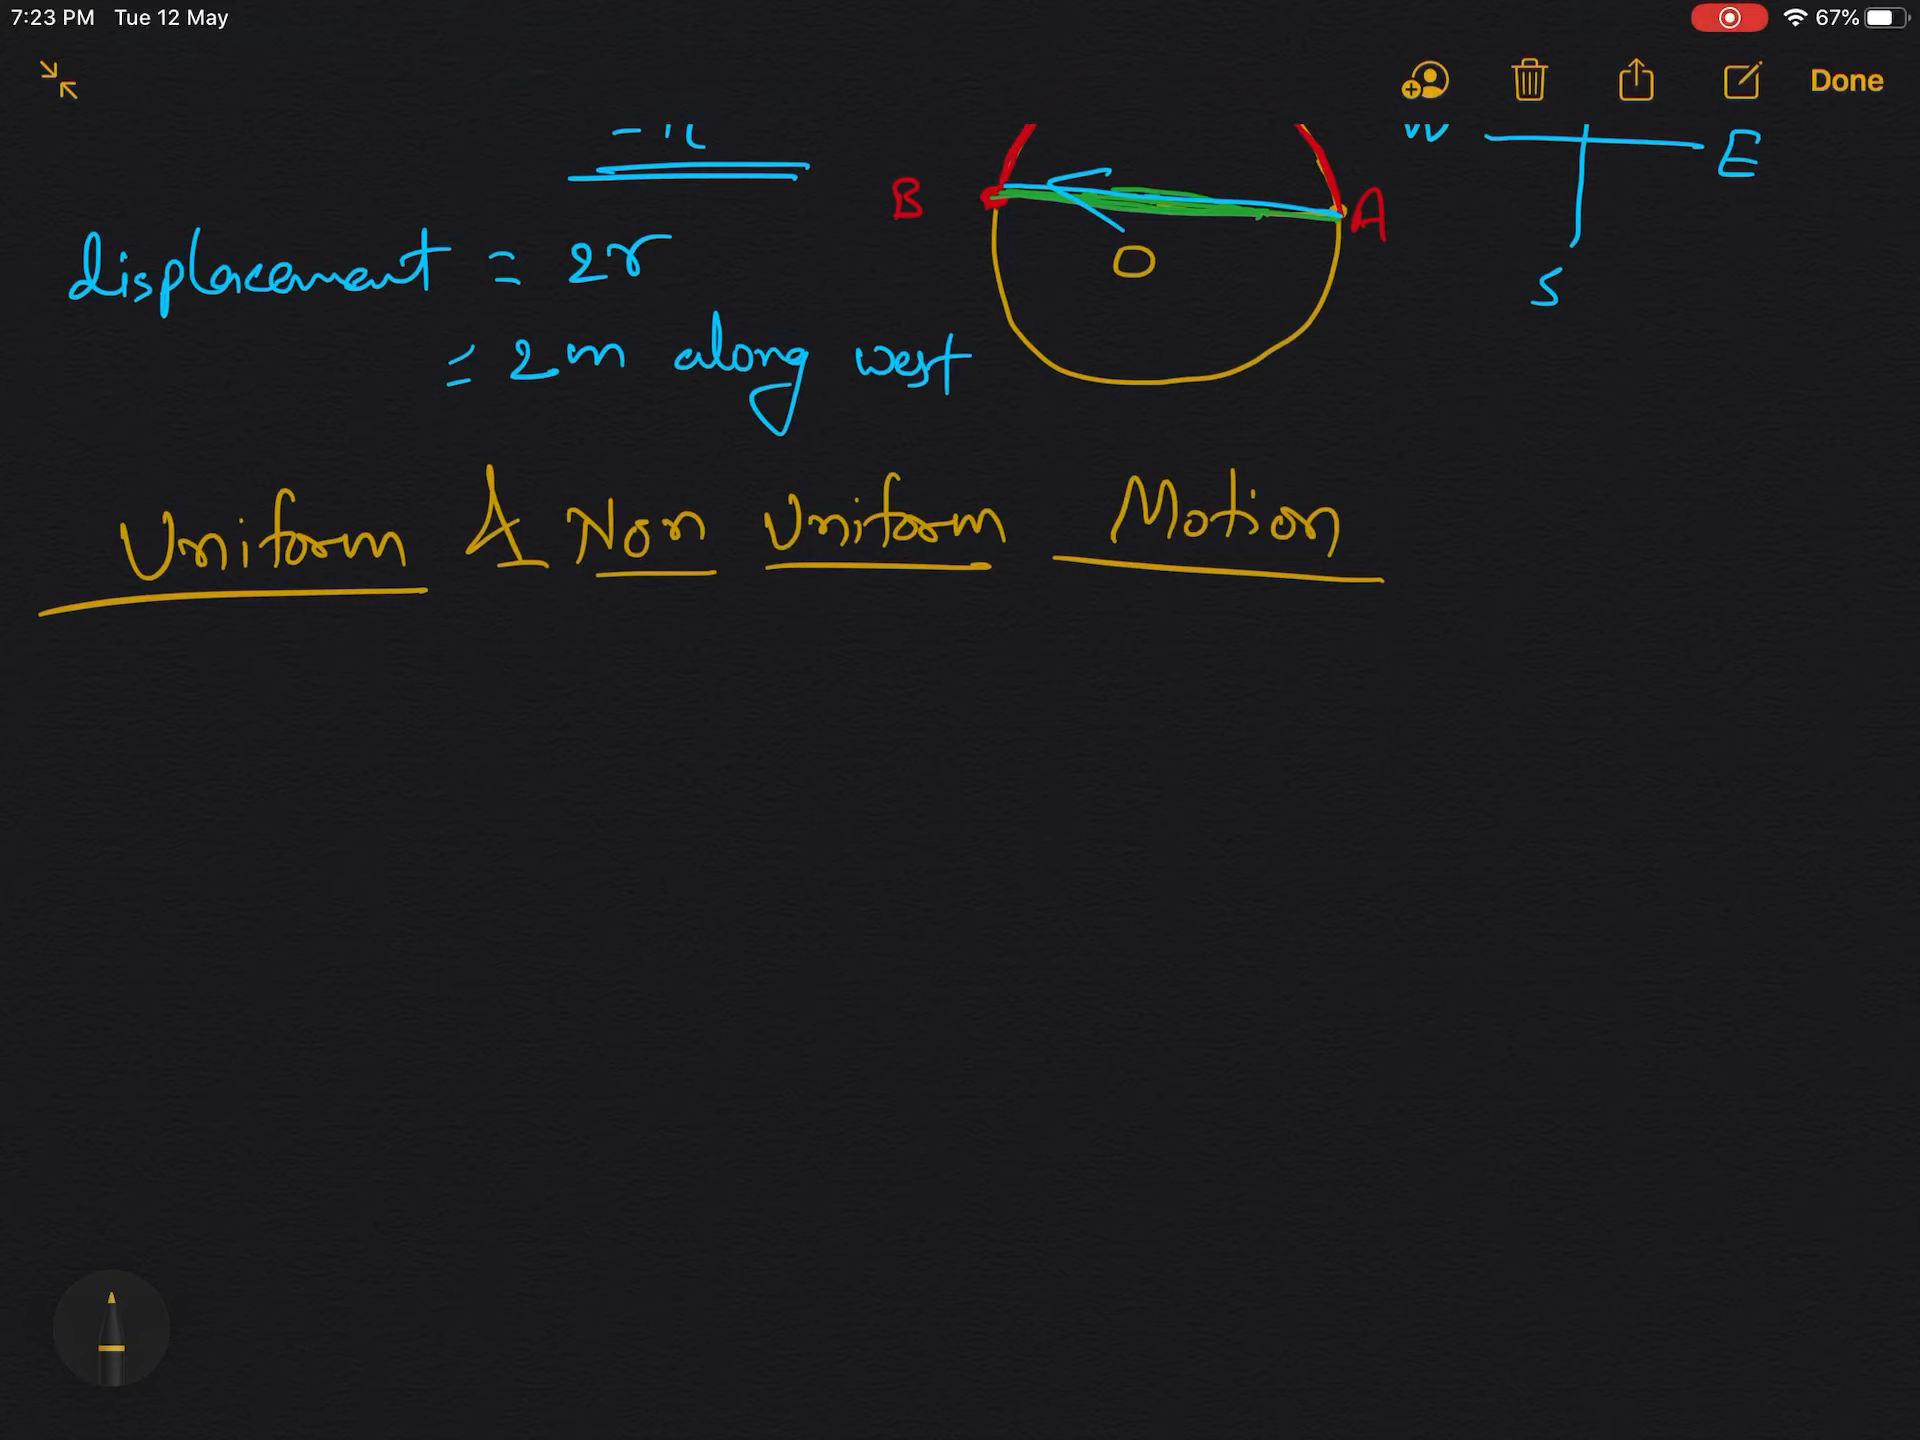 7:23 PM Tue 12 May
67%
Done
W E
B A
O
S
displacement = 2r
= 2m along west
Uniform & Non Uniform Motion